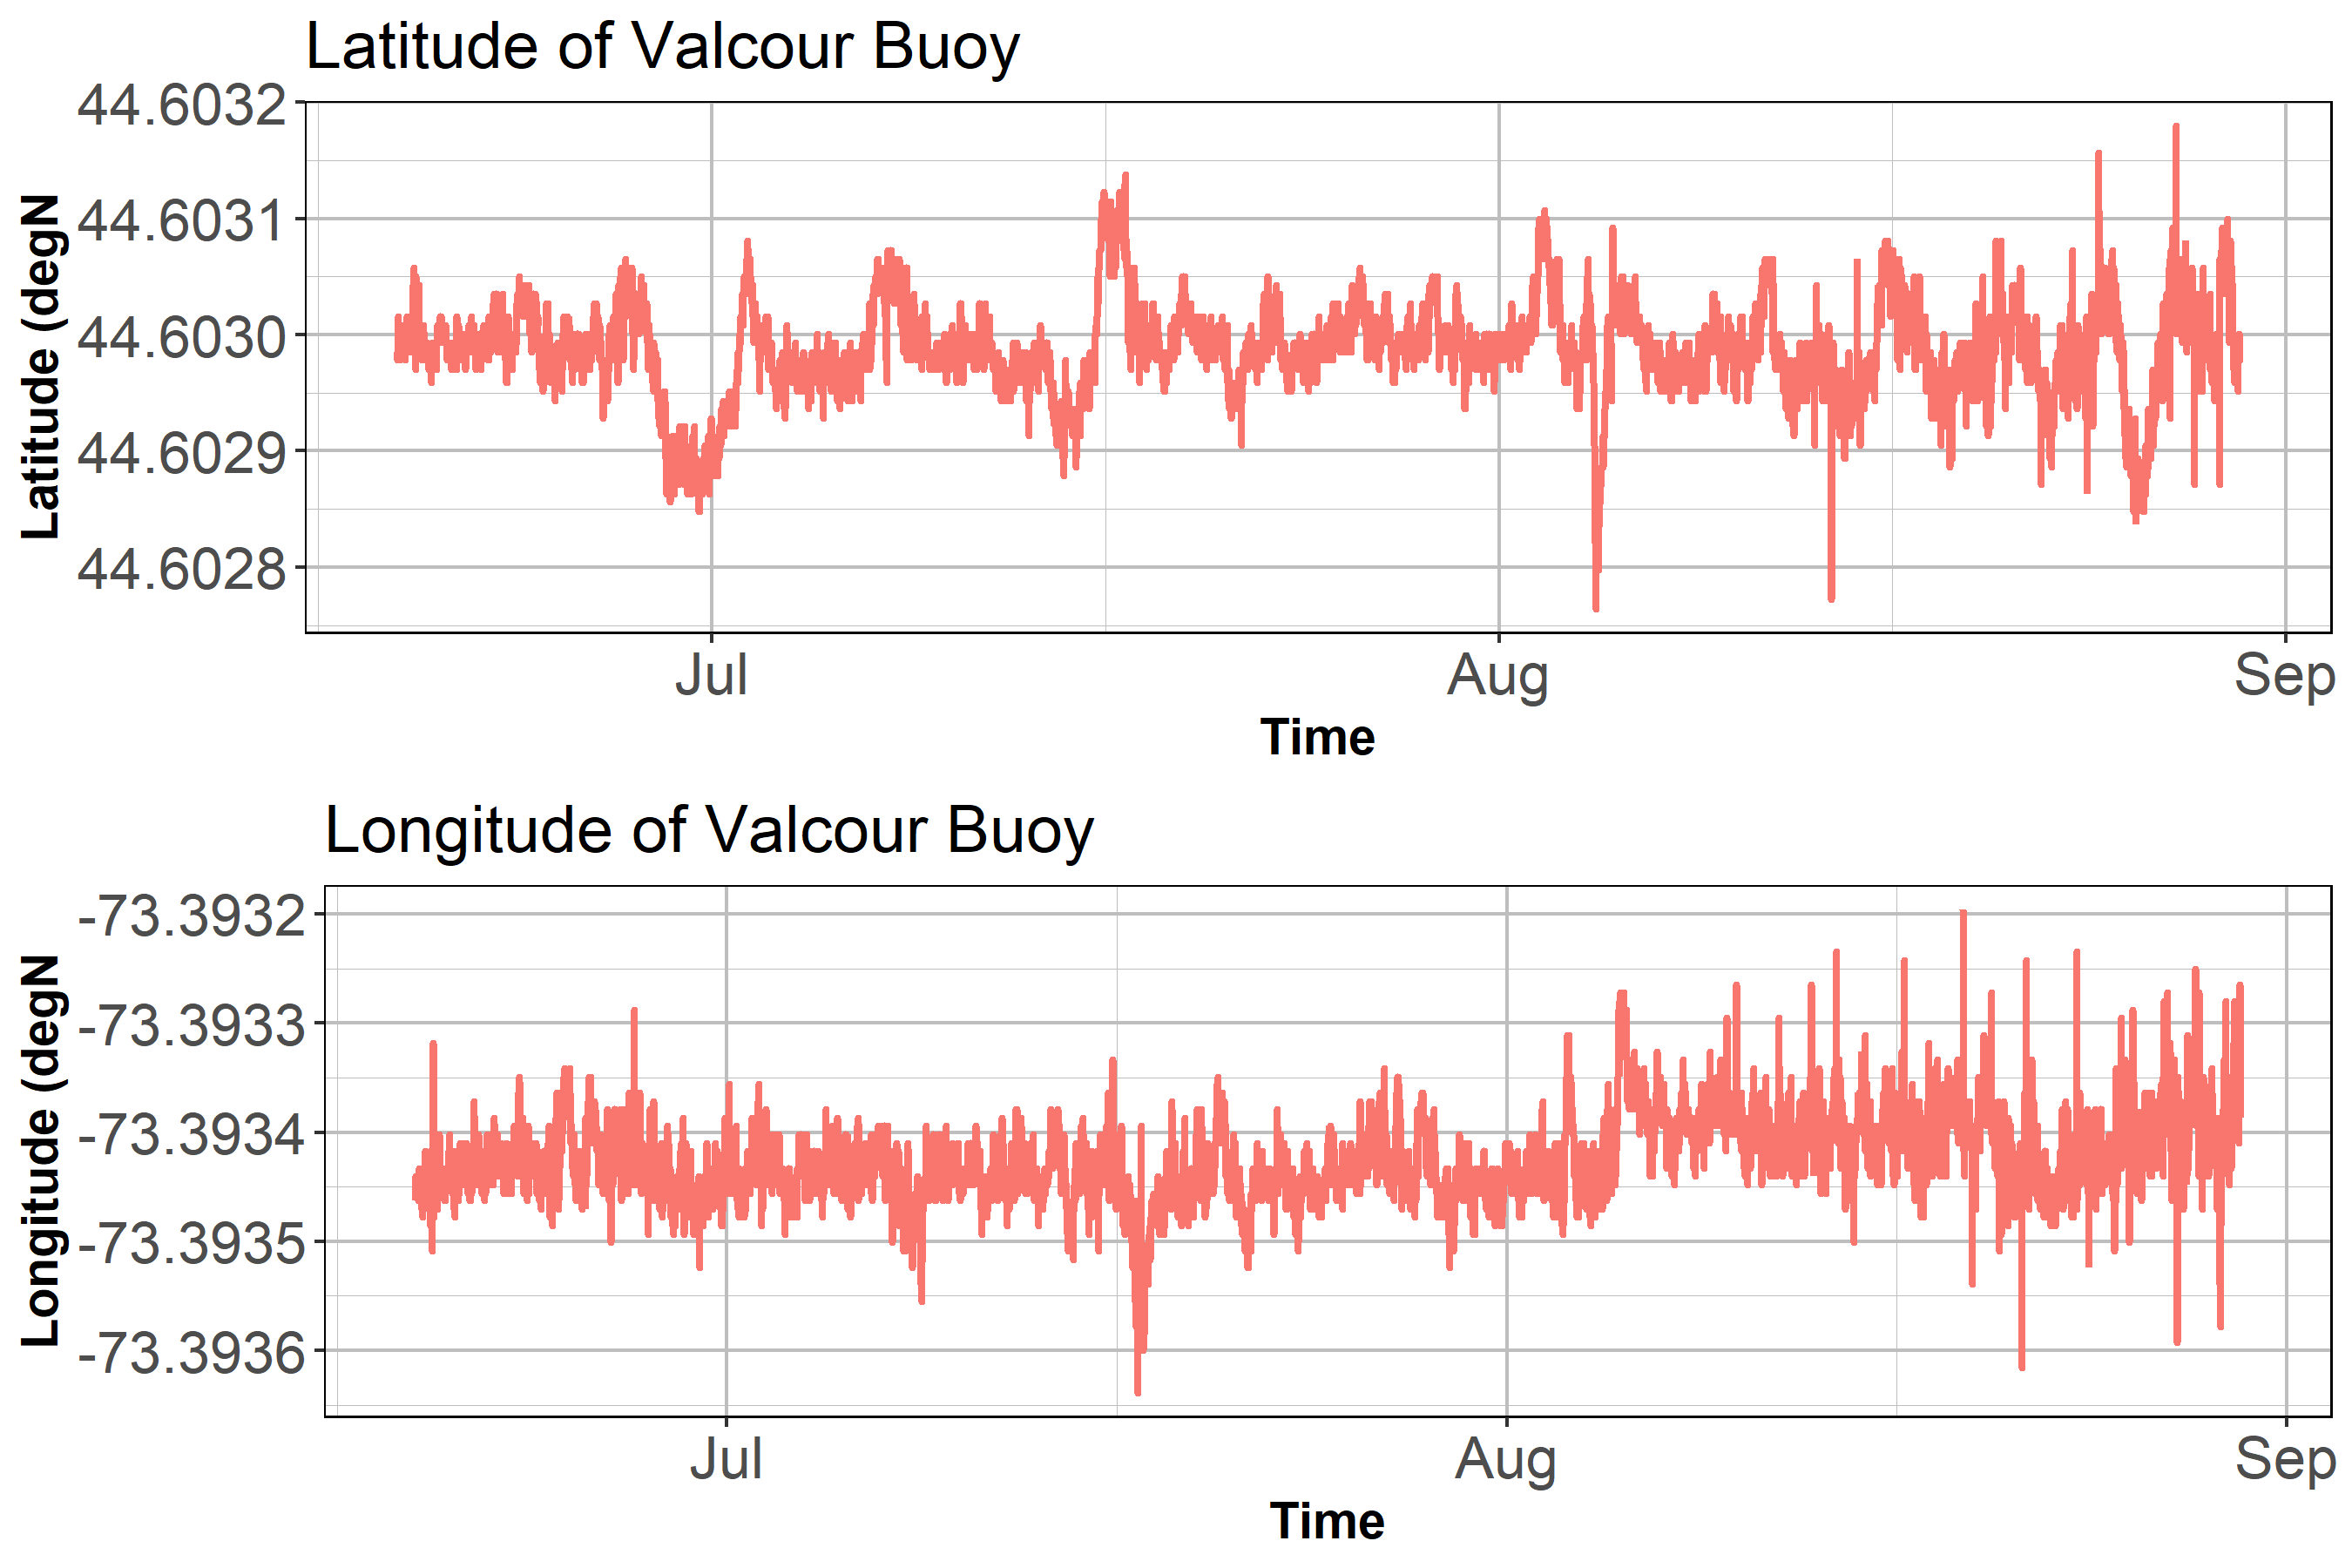 Latitude of Valcour Buoy
44.6032
44.6031
44.6030
44.6029
44.6028
Latitude (degN
Jul Aug Sep
Time
Longitude of Valcour Buoy
-73.3932
-73.3933
-73.3934
-73.3935
-73.3936
Longitude (degN
Jul Aug Sep
Time